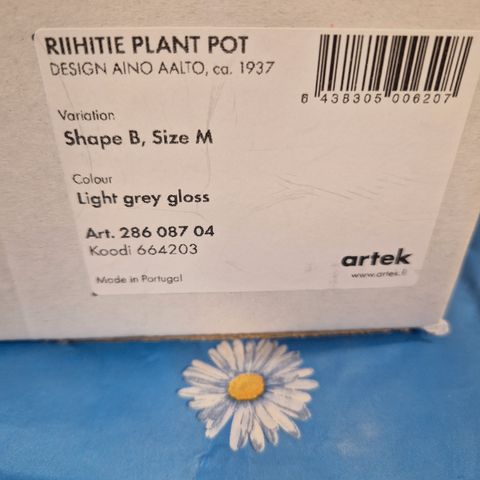 RIIHITIE PLANT POT
DESIGN AINO AALTO, ca. 1937
6 438305 006207
Variation
Shape B, Size M
Colour
Light grey gloss
Art. 286 087 04
Koodi 664203
Made in Portugal
artek
www.artek.fi